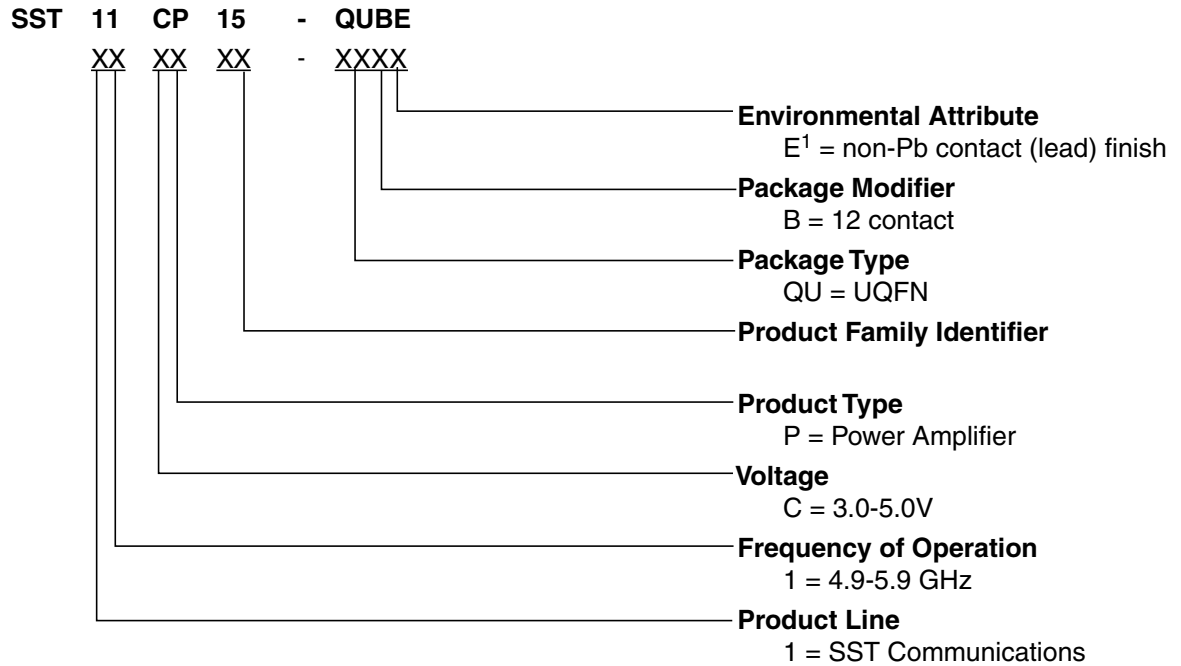 SST 11 CP 15 - QUBE
XX XX XX - XXXX
Environmental Attribute
E¹ = non-Pb contact (lead) finish
Package Modifier
B = 12 contact
Package Type
QU = UQFN
Product Family Identifier
Product Type
P = Power Amplifier
Voltage
C = 3.0-5.0V
Frequency of Operation
1 = 4.9-5.9 GHz
Product Line
1 = SST Communications